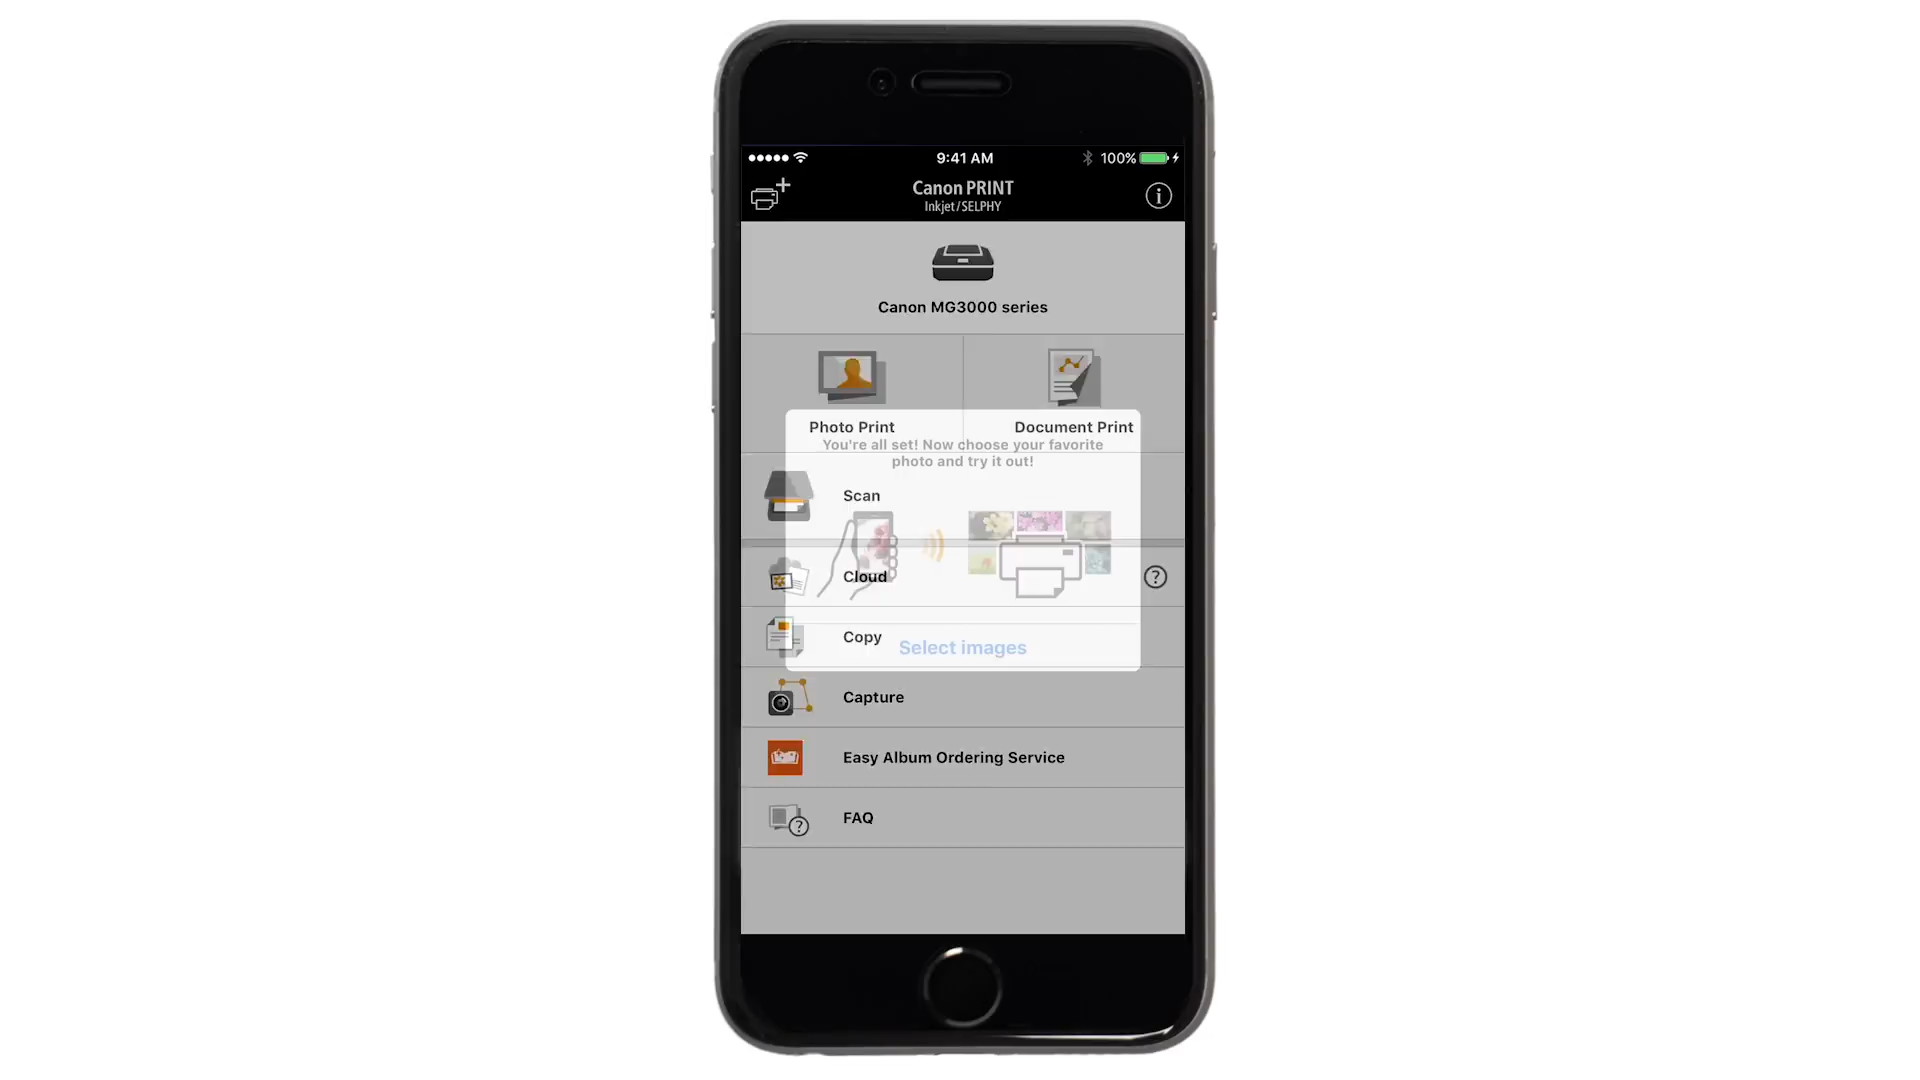 9:41 AM
100%
Canon PRINT
Inkjet/SELPHY
Canon MG3000 series
Photo Print
Document Print
You're all set! Now choose your favorite
photo and try it out!
Scan
Cloud
Copy
Select images
Capture
Easy Album Ordering Service
FAQ